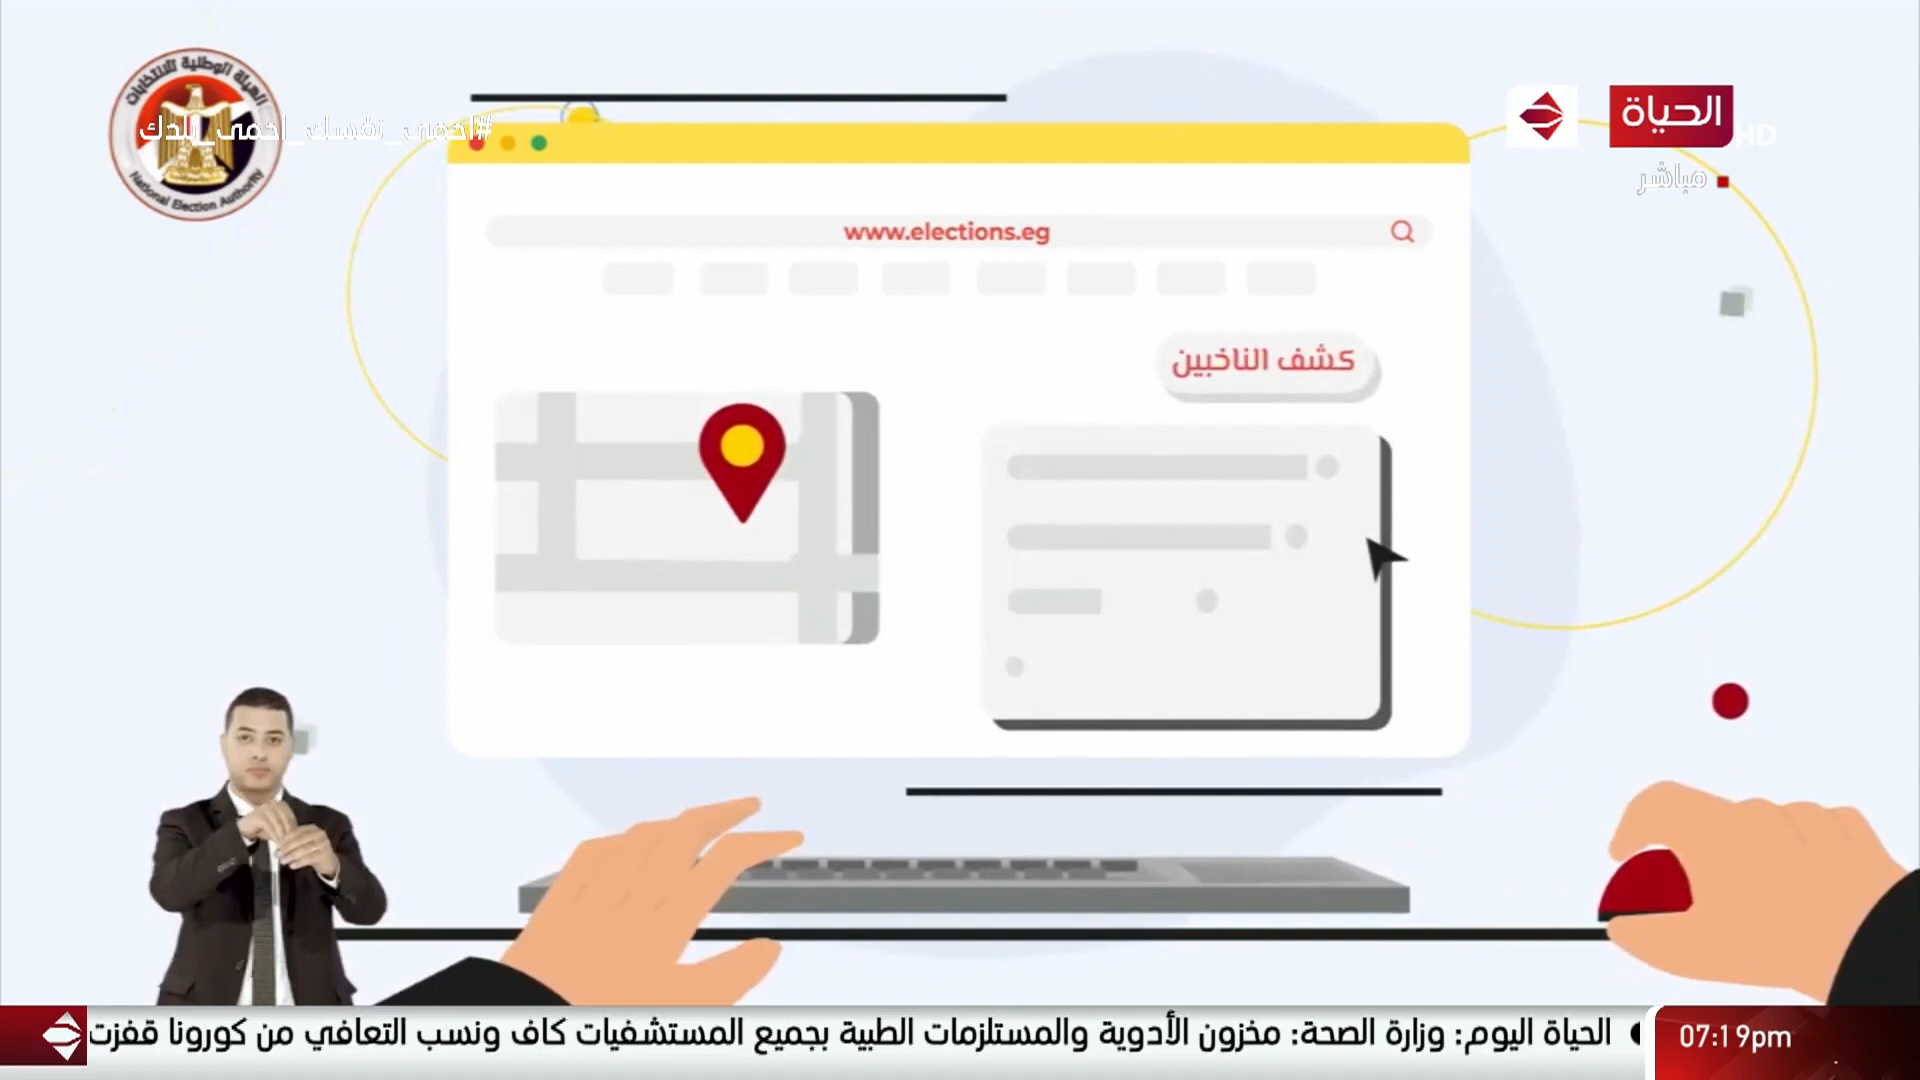 الهيئة الوطنية للانتخابات
National Election Authority
#احمى_نفسك_احمى_بلدك
الحياة
HD
مباشر
www.elections.eg
كشف الناخبين
الحياة اليوم: وزارة الصحة: مخزون الأدوية والمستلزمات الطبية بجميع المستشفيات كاف ونسب التعافي من كورونا قفزت
07:19pm